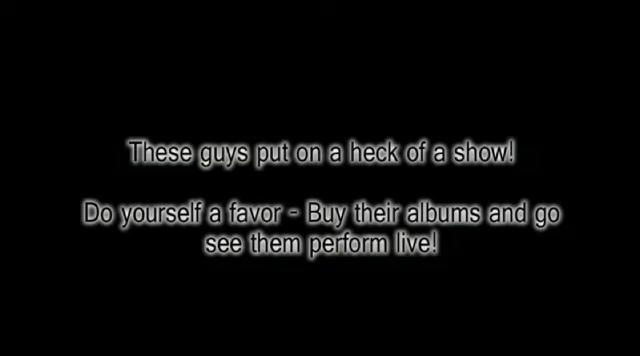 These guys put on a heck of a show!
Do yourself a favor - Buy their albums and go
see them perform live!